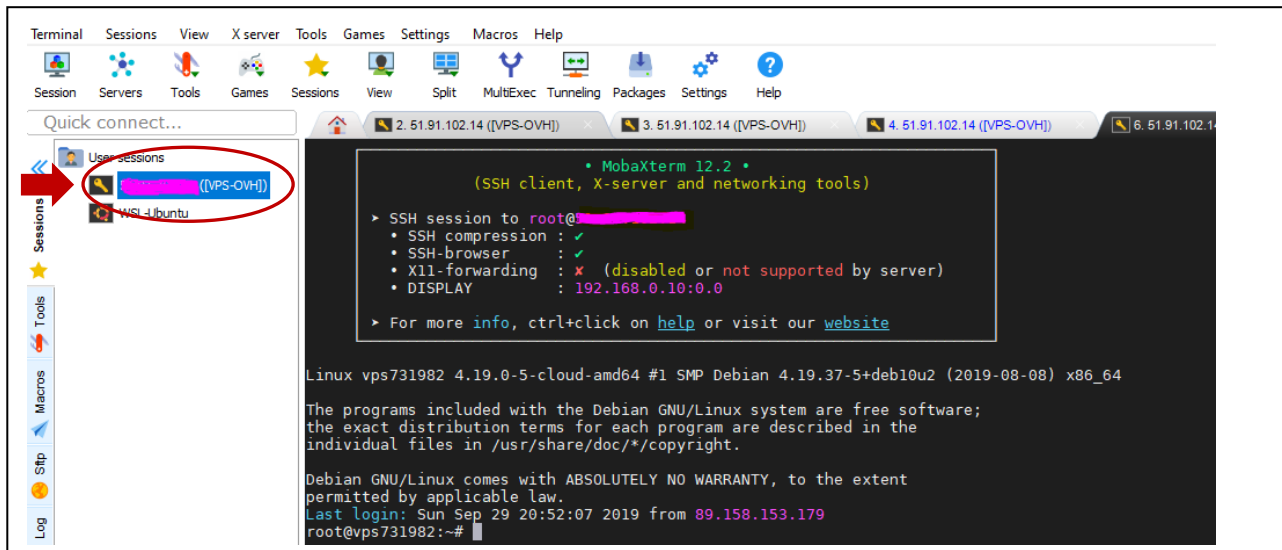 Terminal Sessions View X server Tools Games Settings Macros Help
Session Servers Tools Games Sessions View Split MultiExec Tunneling Packages Settings Help
Quick connect...
2. 51.91.102.14 ([VPS-OVH])
3. 51.91.102.14 ([VPS-OVH])
4. 51.91.102.14 ([VPS-OVH])
6. 51.91.102.1
User sessions
([VPS-OVH])
WSL-Ubuntu
Sessions
Tools
Macros
Sftp
Log
• MobaXterm 12.2 •
(SSH client, X-server and networking tools)
➤ SSH session to root@
• SSH compression : ✔
• SSH-browser : ✔
• X11-forwarding : ✘ (disabled or not supported by server)
• DISPLAY : 192.168.0.10:0.0
➤ For more info, ctrl+click on help or visit our website
Linux vps731982 4.19.0-5-cloud-amd64 #1 SMP Debian 4.19.37-5+deb10u2 (2019-08-08) x86_64
The programs included with the Debian GNU/Linux system are free software;
the exact distribution terms for each program are described in the
individual files in /usr/share/doc/*/copyright.
Debian GNU/Linux comes with ABSOLUTELY NO WARRANTY, to the extent
permitted by applicable law.
Last login: Sun Sep 29 20:52:07 2019 from 89.158.153.179
root@vps731982:~#